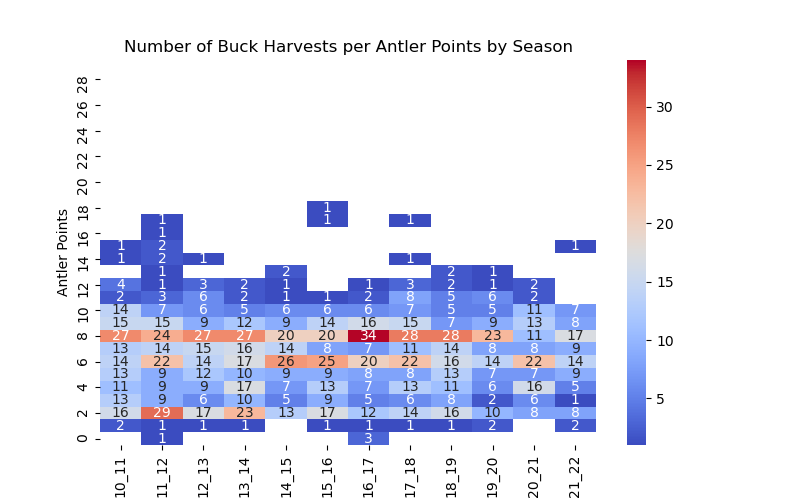 Number of Buck Harvests per Antler Points by Season
Antler Points
28
26
24
22
20
18 1
1 1 1
16 1
1 2 1
14 1 2 1 1
1 2 2 1
12 4 1 3 2 1 1 3 2 1 2
2 3 6 2 1 1 2 8 5 6 2
10 14 7 6 5 6 6 6 7 5 5 11 7
15 15 9 12 9 14 16 15 7 9 13 8
8 27 24 27 27 20 20 34 28 28 23 11 17
13 14 15 16 14 8 7 11 14 8 8 9
6 14 22 14 17 26 25 20 22 16 14 22 14
13 9 12 10 9 9 8 8 13 7 7 9
4 11 9 9 17 7 13 7 13 11 6 16 5
13 9 6 10 5 9 5 6 8 2 6 1
2 16 29 17 23 13 17 12 14 16 10 8 8
2 1 1 1 1 1 1 1 2 2
0 1 3
10_11 11_12 12_13 13_14 14_15 15_16 16_17 17_18 18_19 19_20 20_21 21_22
30
25
20
15
10
5